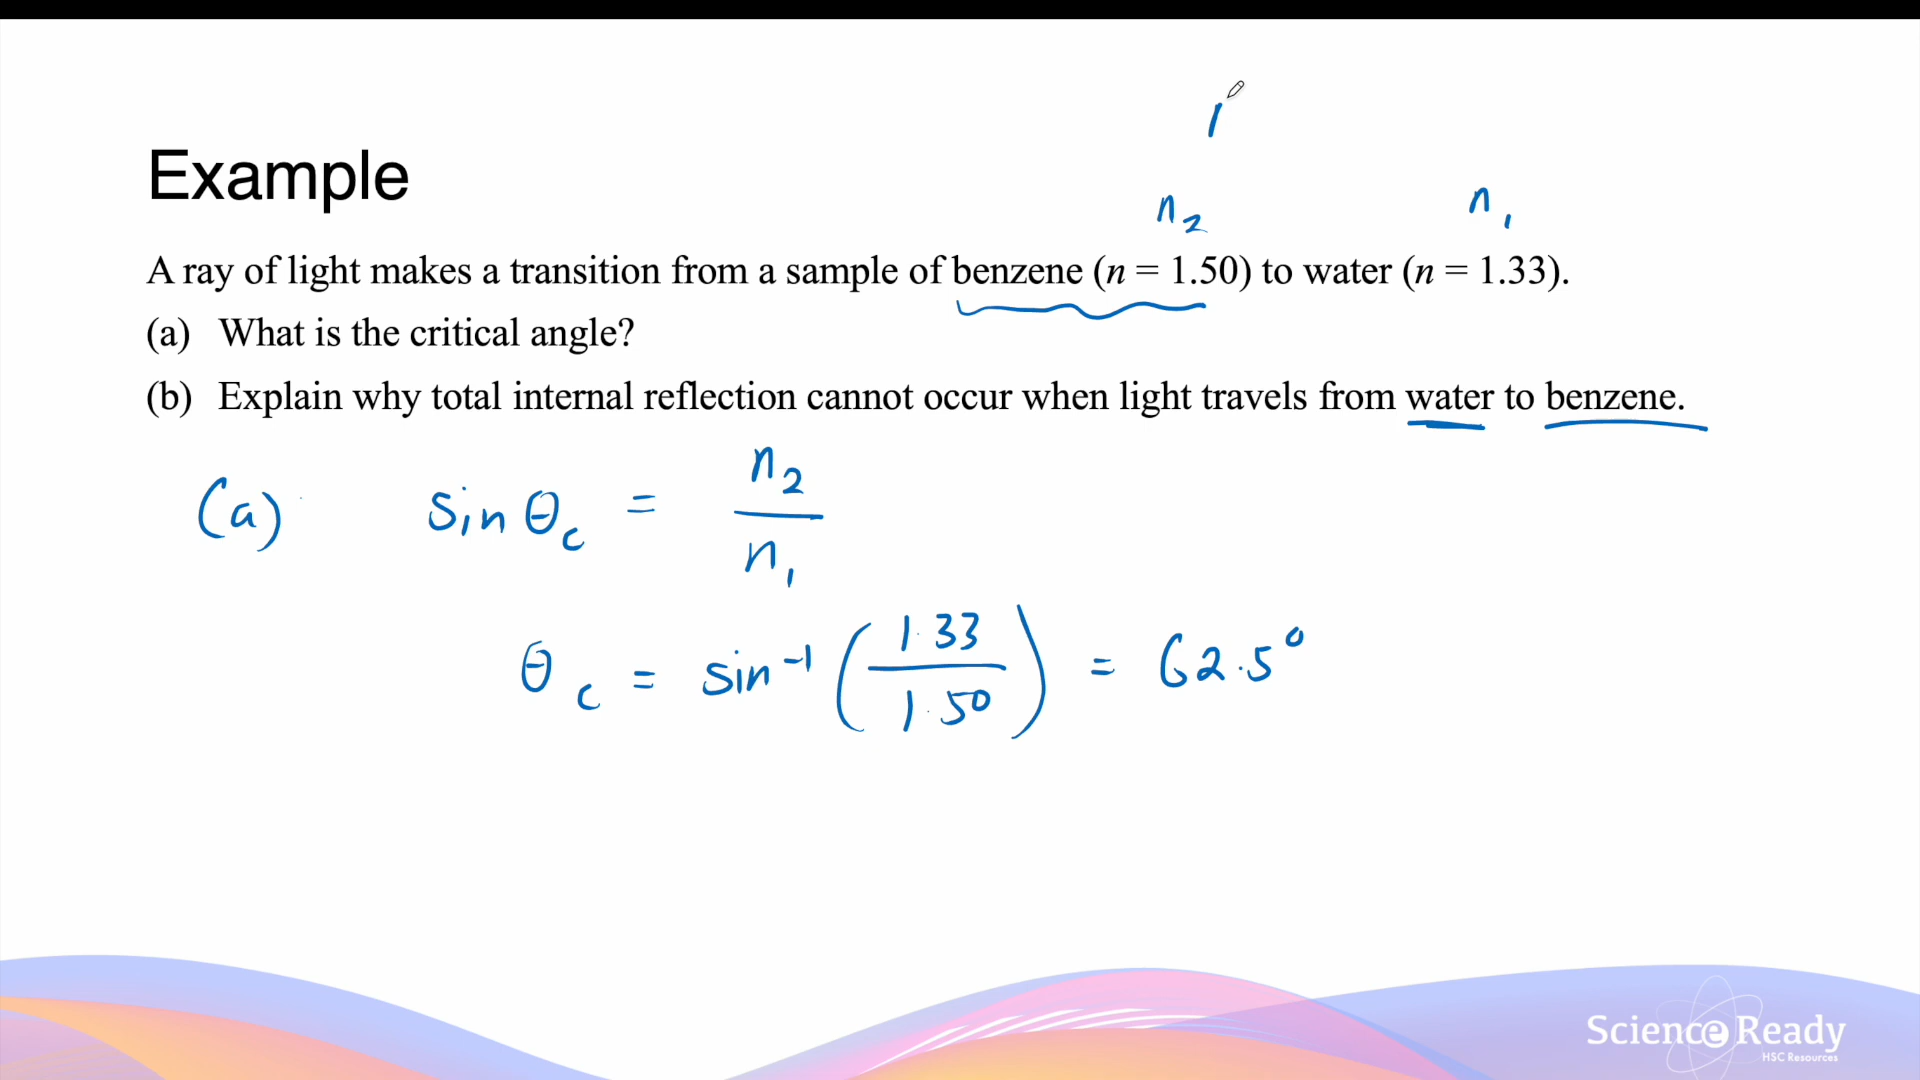 Example
n₂ n₁
A ray of light makes a transition from a sample of benzene (n = 1.50) to water (n = 1.33).
(a) What is the critical angle?
(b) Explain why total internal reflection cannot occur when light travels from water to benzene.
(a) sin θc = n₂ / n₁
θc = sin⁻¹ (1.33 / 1.50) = 62.5°
Science Ready
HSC Resources